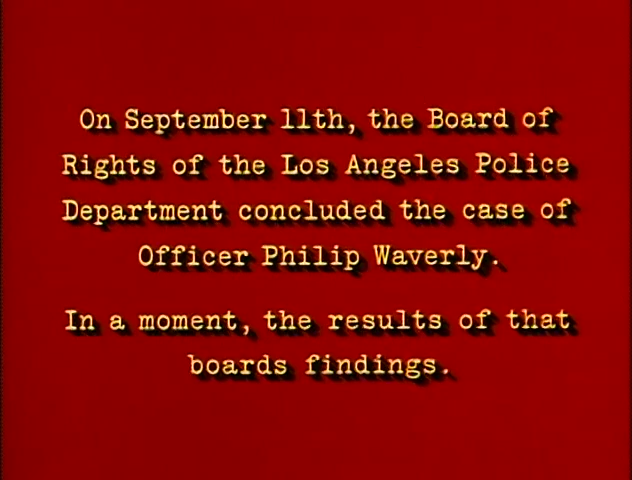 On September 11th, the Board of
Rights of the Los Angeles Police
Department concluded the case of
Officer Philip Waverly.
In a moment, the results of that
boards findings.